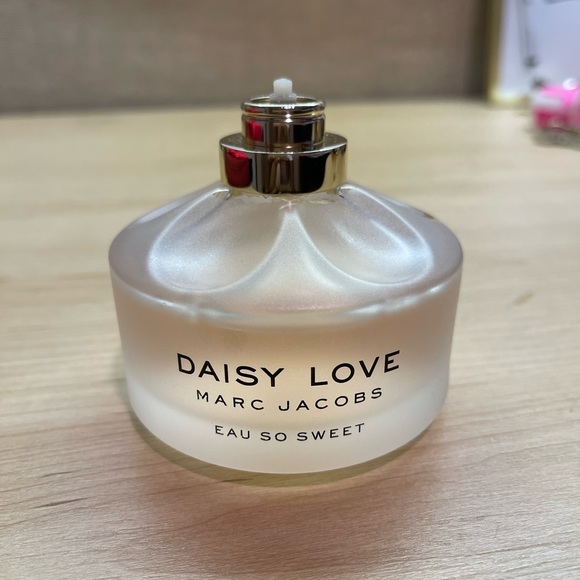 DAISY LOVE
MARC JACOBS
EAU SO SWEET